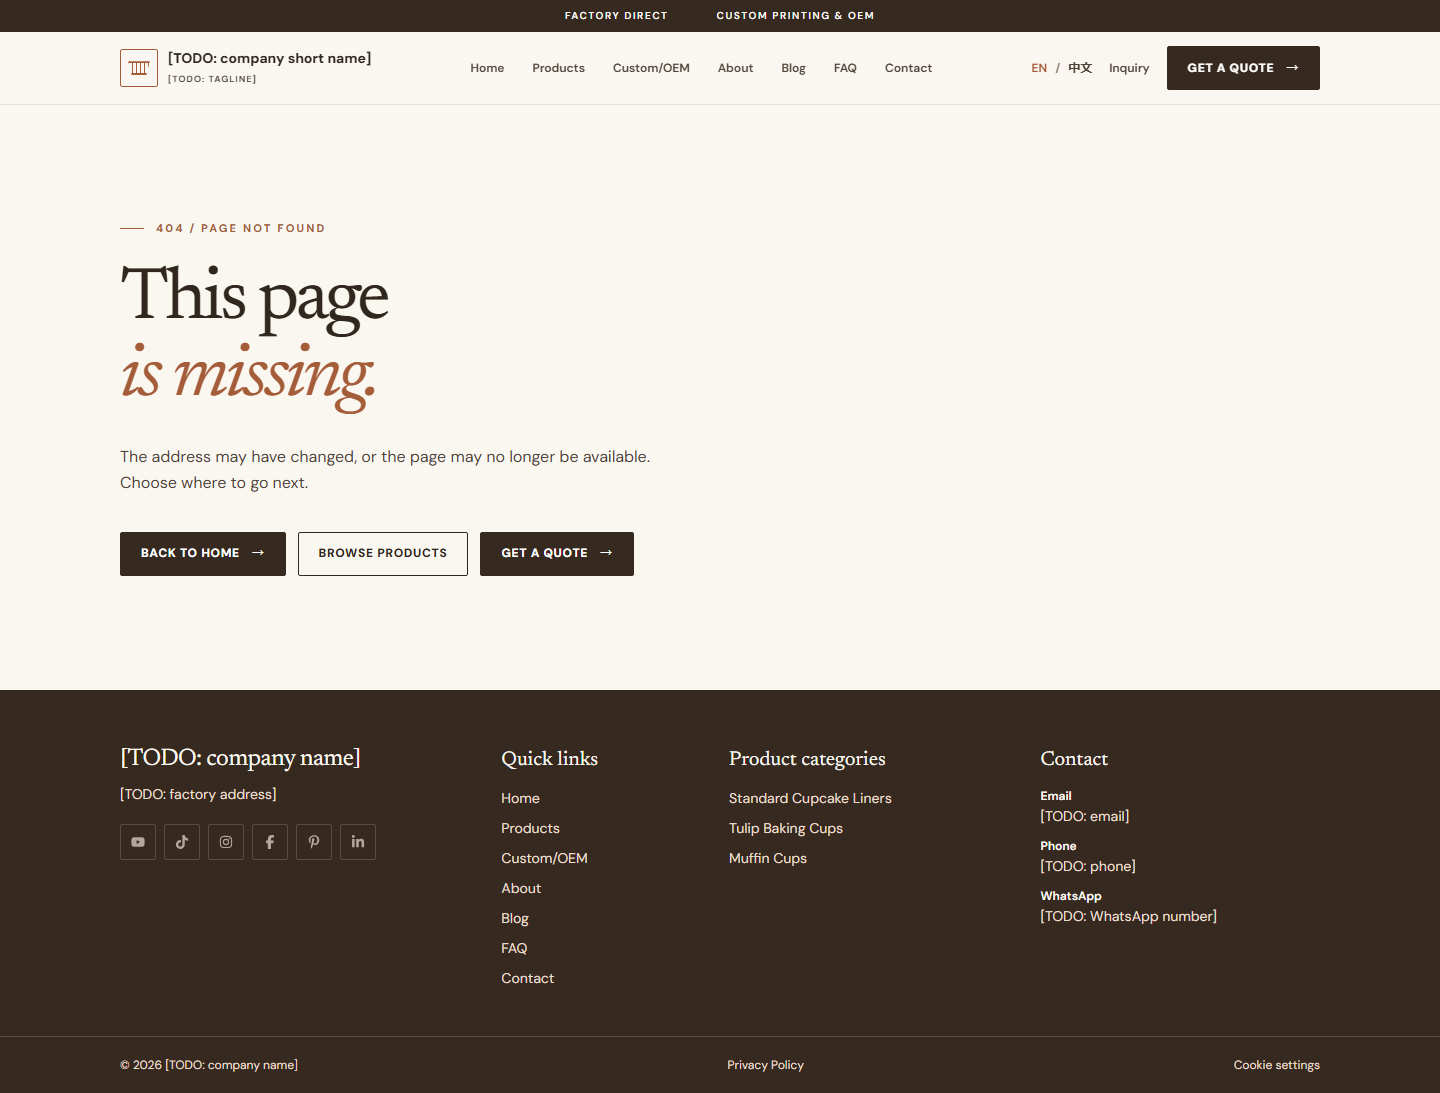 FACTORY DIRECT CUSTOM PRINTING & OEM
[TODO: company short name]
[TODO: TAGLINE]
Home Products Custom/OEM About Blog FAQ Contact
EN / 中文 Inquiry GET A QUOTE →
404 / PAGE NOT FOUND
This page
is missing.
The address may have changed, or the page may no longer be available.
Choose where to go next.
BACK TO HOME → BROWSE PRODUCTS GET A QUOTE →
[TODO: company name]
[TODO: factory address]
Quick links
Home
Products
Custom/OEM
About
Blog
FAQ
Contact
Product categories
Standard Cupcake Liners
Tulip Baking Cups
Muffin Cups
Contact
Email
[TODO: email]
Phone
[TODO: phone]
WhatsApp
[TODO: WhatsApp number]
© 2026 [TODO: company name] Privacy Policy Cookie settings